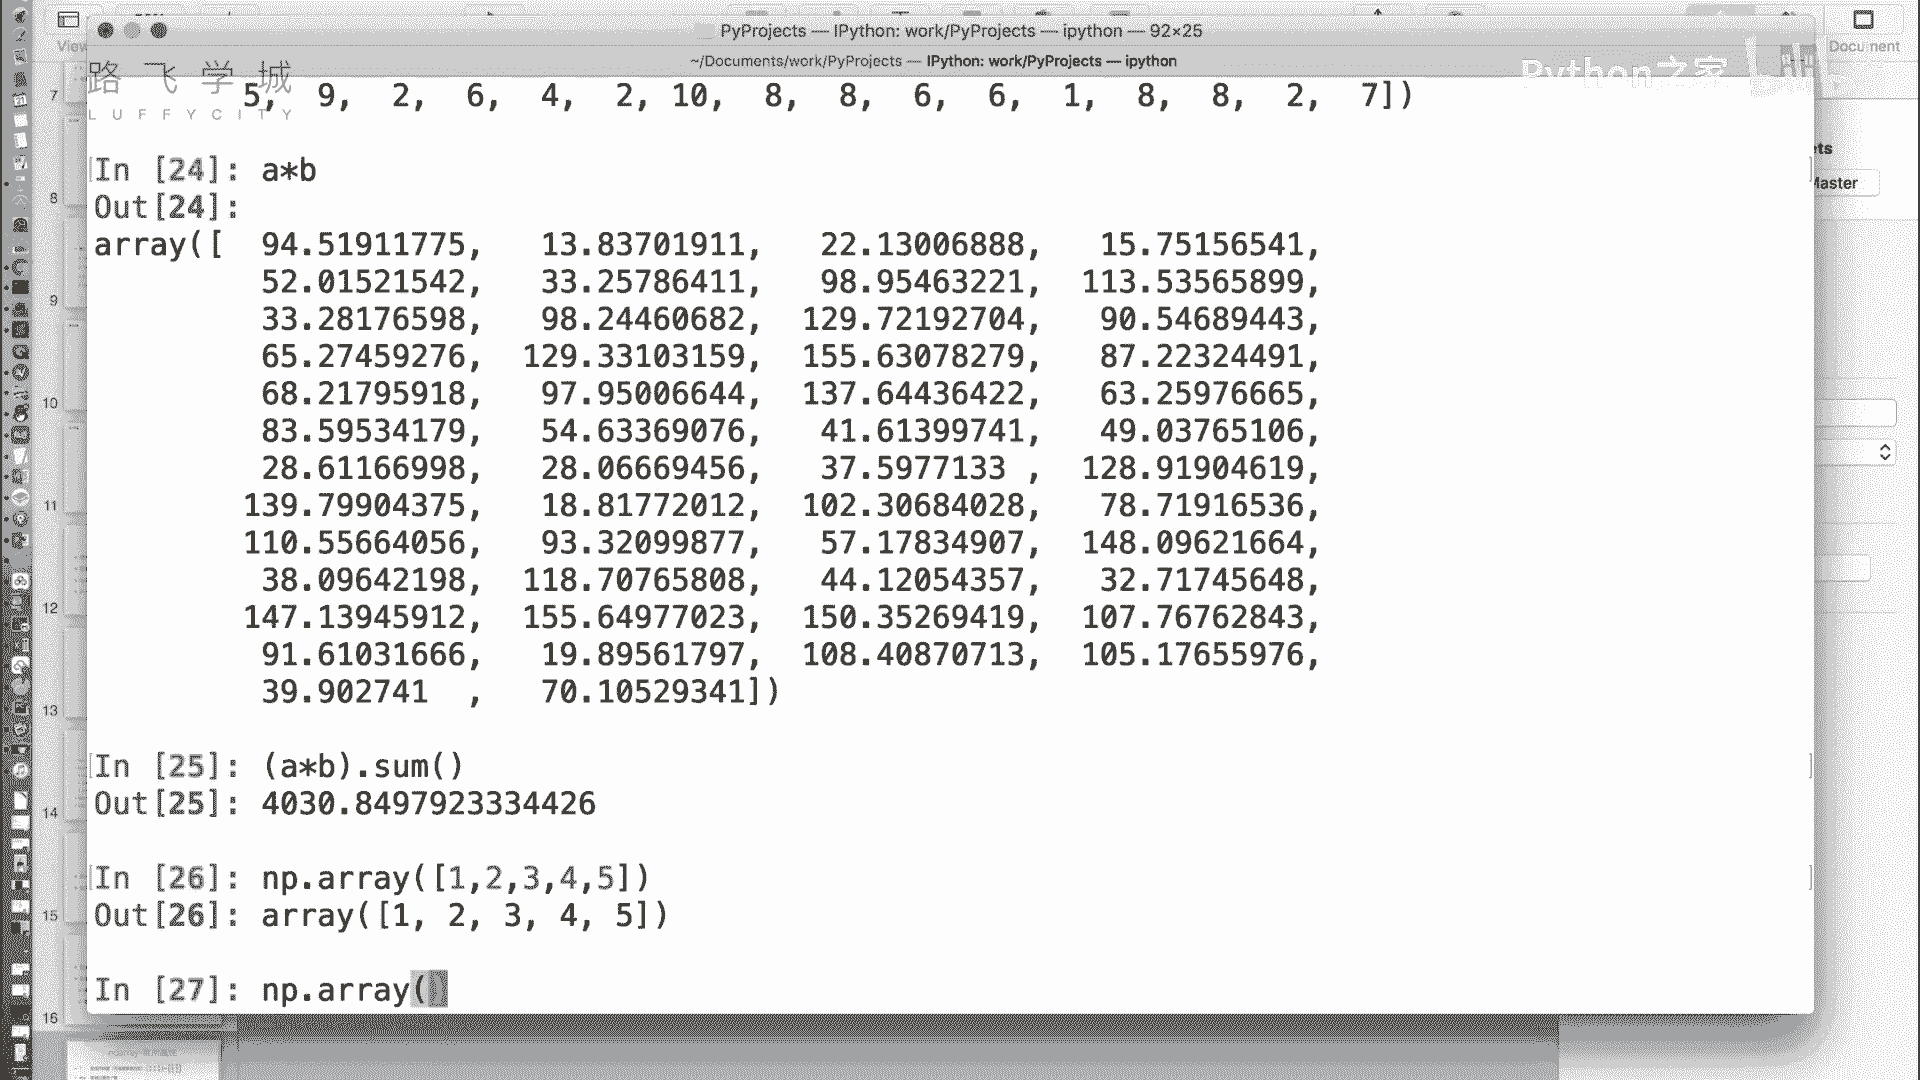 PyProjects — IPython: work/PyProjects — ipython — 92×25
View
Document
~/Documents/work/PyProjects — IPython: work/PyProjects — ipython
路飞学城
LUFFYCITY
Python之家
5, 9, 2, 6, 4, 2, 10, 8, 8, 6, 6, 1, 8, 8, 2, 7])
In [24]: a*b
Out[24]:
array([ 94.51911775, 13.83701911, 22.13006888, 15.75156541,
52.01521542, 33.25786411, 98.95463221, 113.53565899,
33.28176598, 98.24460682, 129.72192704, 90.54689443,
65.27459276, 129.33103159, 155.63078279, 87.22324491,
68.21795918, 97.95006644, 137.64436422, 63.25976665,
83.59534179, 54.63369076, 41.61399741, 49.03765106,
28.61166998, 28.06669456, 37.5977133 , 128.91904619,
139.79904375, 18.81772012, 102.30684028, 78.71916536,
110.55664056, 93.32099877, 57.17834907, 148.09621664,
38.09642198, 118.70765808, 44.12054357, 32.71745648,
147.13945912, 155.64977023, 150.35269419, 107.76762843,
91.61031666, 19.89561797, 108.40870713, 105.17655976,
39.902741 , 70.10529341])
In [25]: (a*b).sum()
Out[25]: 4030.8497923334426
In [26]: np.array([1,2,3,4,5])
Out[26]: array([1, 2, 3, 4, 5])
In [27]: np.array()
7
8
9
10
11
12
13
14
15
16
ets
Master